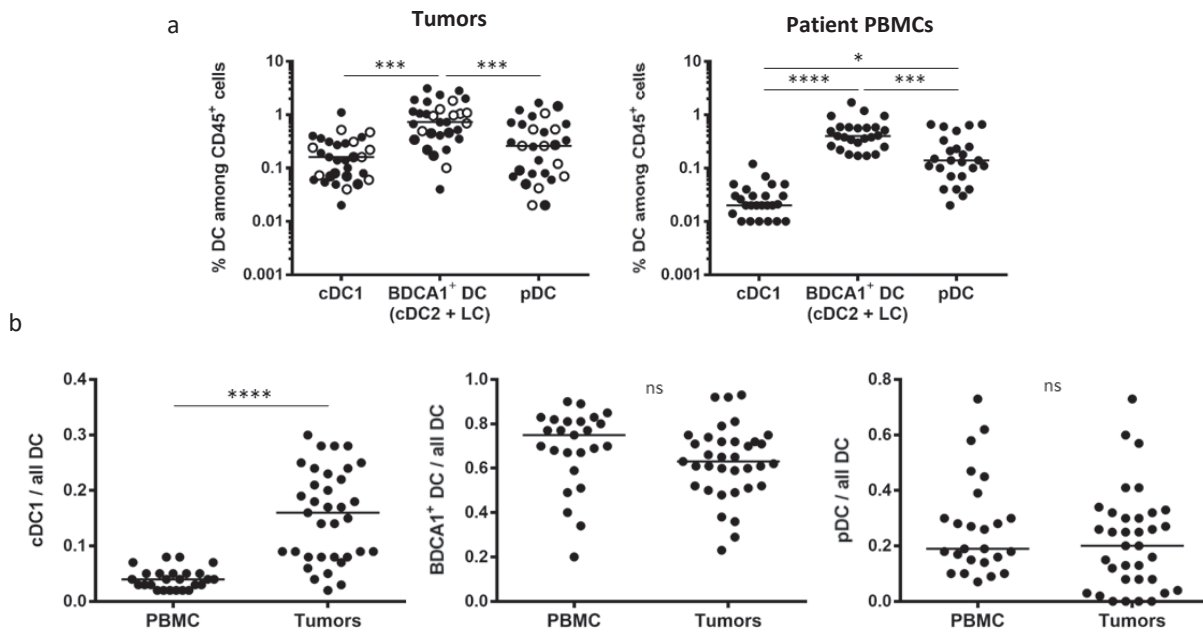 a
Tumors
% DC among CD45⁺ cells
10
1
0.1
0.01
0.001
***
***
cDC1
BDCA1⁺ DC
(cDC2 + LC)
pDC
Patient PBMCs
% DC among CD45⁺ cells
10
1
0.1
0.01
0.001
*
****
***
cDC1
BDCA1⁺ DC
(cDC2 + LC)
pDC
b
cDC1 / all DC
0.4
0.3
0.2
0.1
0.0
****
PBMC
Tumors
BDCA1⁺ DC / all DC
1.0
0.8
0.6
0.4
0.2
0.0
ns
PBMC
Tumors
pDC / all DC
0.8
0.6
0.4
0.2
0.0
ns
PBMC
Tumors